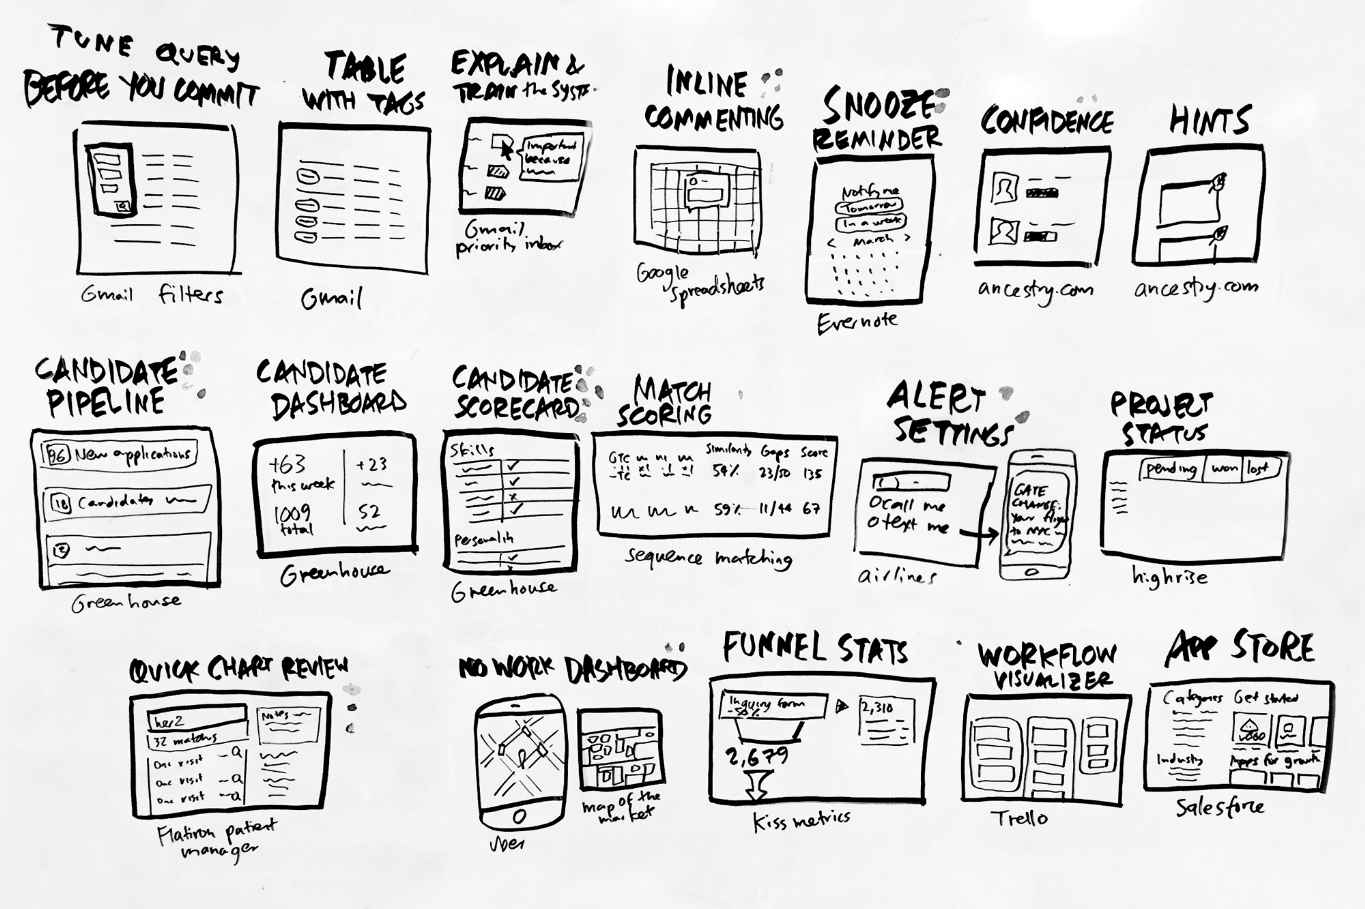 TUNE QUERY
BEFORE YOU COMMIT
Gmail filters
TABLE
WITH TAGS
Gmail
EXPLAIN &
TRAIN the SYST.
Important
because
Gmail
priority inbox
INLINE
COMMENTING
Google
Spreadsheets
SNOOZE
REMINDER
Notify me
Tomorrow
In a week
< March >
Evernote
CONFIDENCE
ancestry.com
HINTS
ancestry.com
CANDIDATE
PIPELINE
96 New applications
18 Candidates
2
Greenhouse
CANDIDATE
DASHBOARD
+63
this week
+23
1009
total
52
Greenhouse
CANDIDATE
SCORECARD
Skills
Personality
Greenhouse
MATCH
SCORING
Similarity Gaps Score
GTC
-TC
54% 23/50 135
59% 11/44 67
sequence matching
ALERT
SETTINGS
O call me
O text me
GATE
CHANGE:
Your flight
to NYC
airlines
PROJECT
STATUS
pending won lost
highrise
QUICK CHART REVIEW
her2
32 matches
One visit
One visit
One visit
Notes
Flatiron patient
manager
NO WORK DASHBOARD
Uber
map of the
market
FUNNEL STATS
Inquiry form
-50%
2,679
2,310
Kiss metrics
WORKFLOW
VISUALIZER
Trello
APP STORE
Categories Get started
Industry Apps for growth
Salesforce